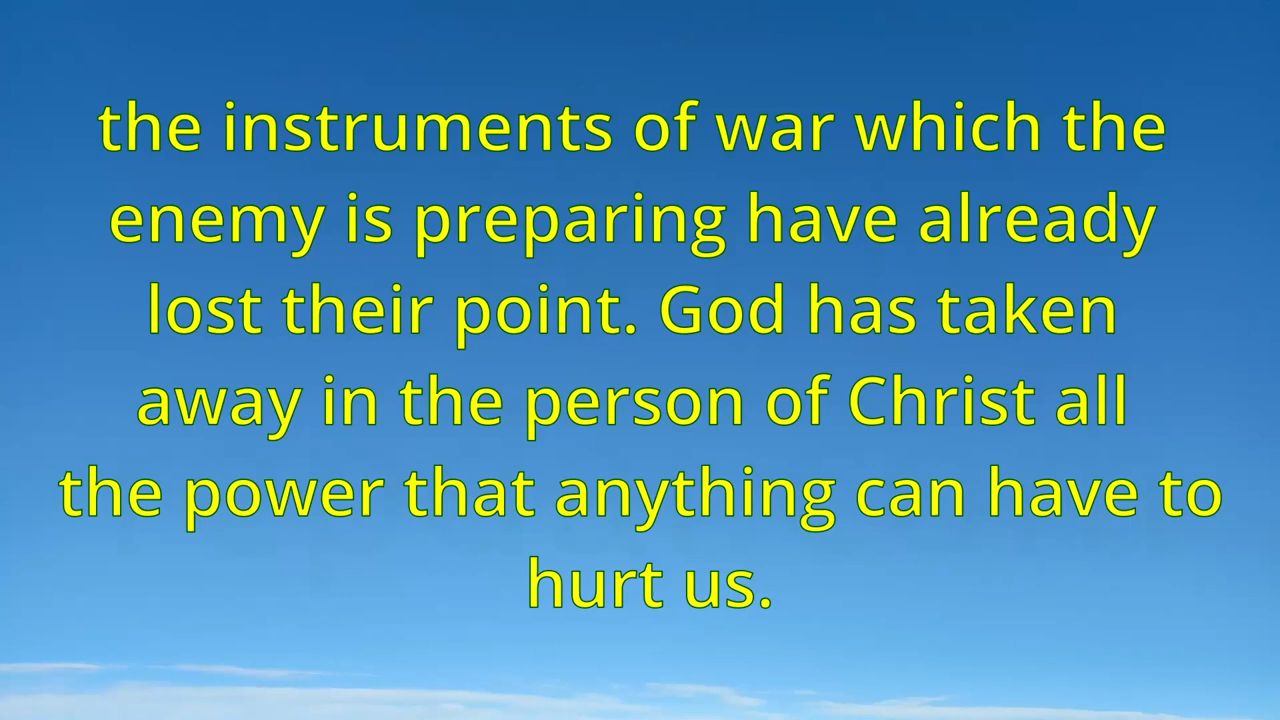 the instruments of war which the
enemy is preparing have already
lost their point. God has taken
away in the person of Christ all
the power that anything can have to
hurt us.